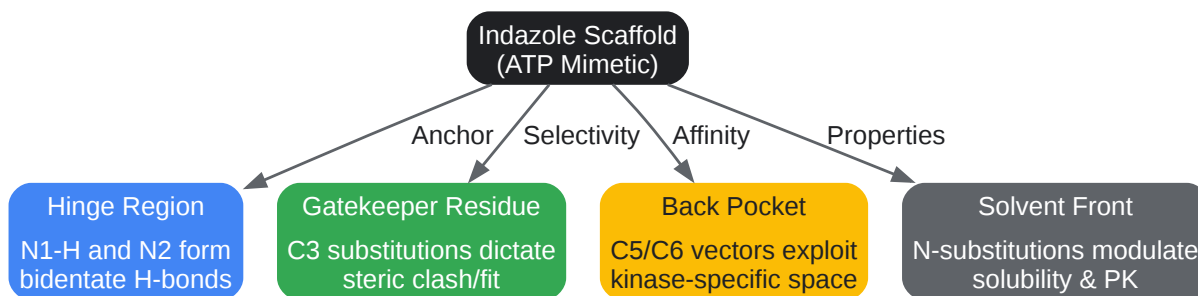 Indazole Scaffold
(ATP Mimetic)
Anchor
Selectivity
Affinity
Properties
Hinge Region
N1-H and N2 form
bidentate H-bonds
Gatekeeper Residue
C3 substitutions dictate
steric clash/fit
Back Pocket
C5/C6 vectors exploit
kinase-specific space
Solvent Front
N-substitutions modulate
solubility & PK